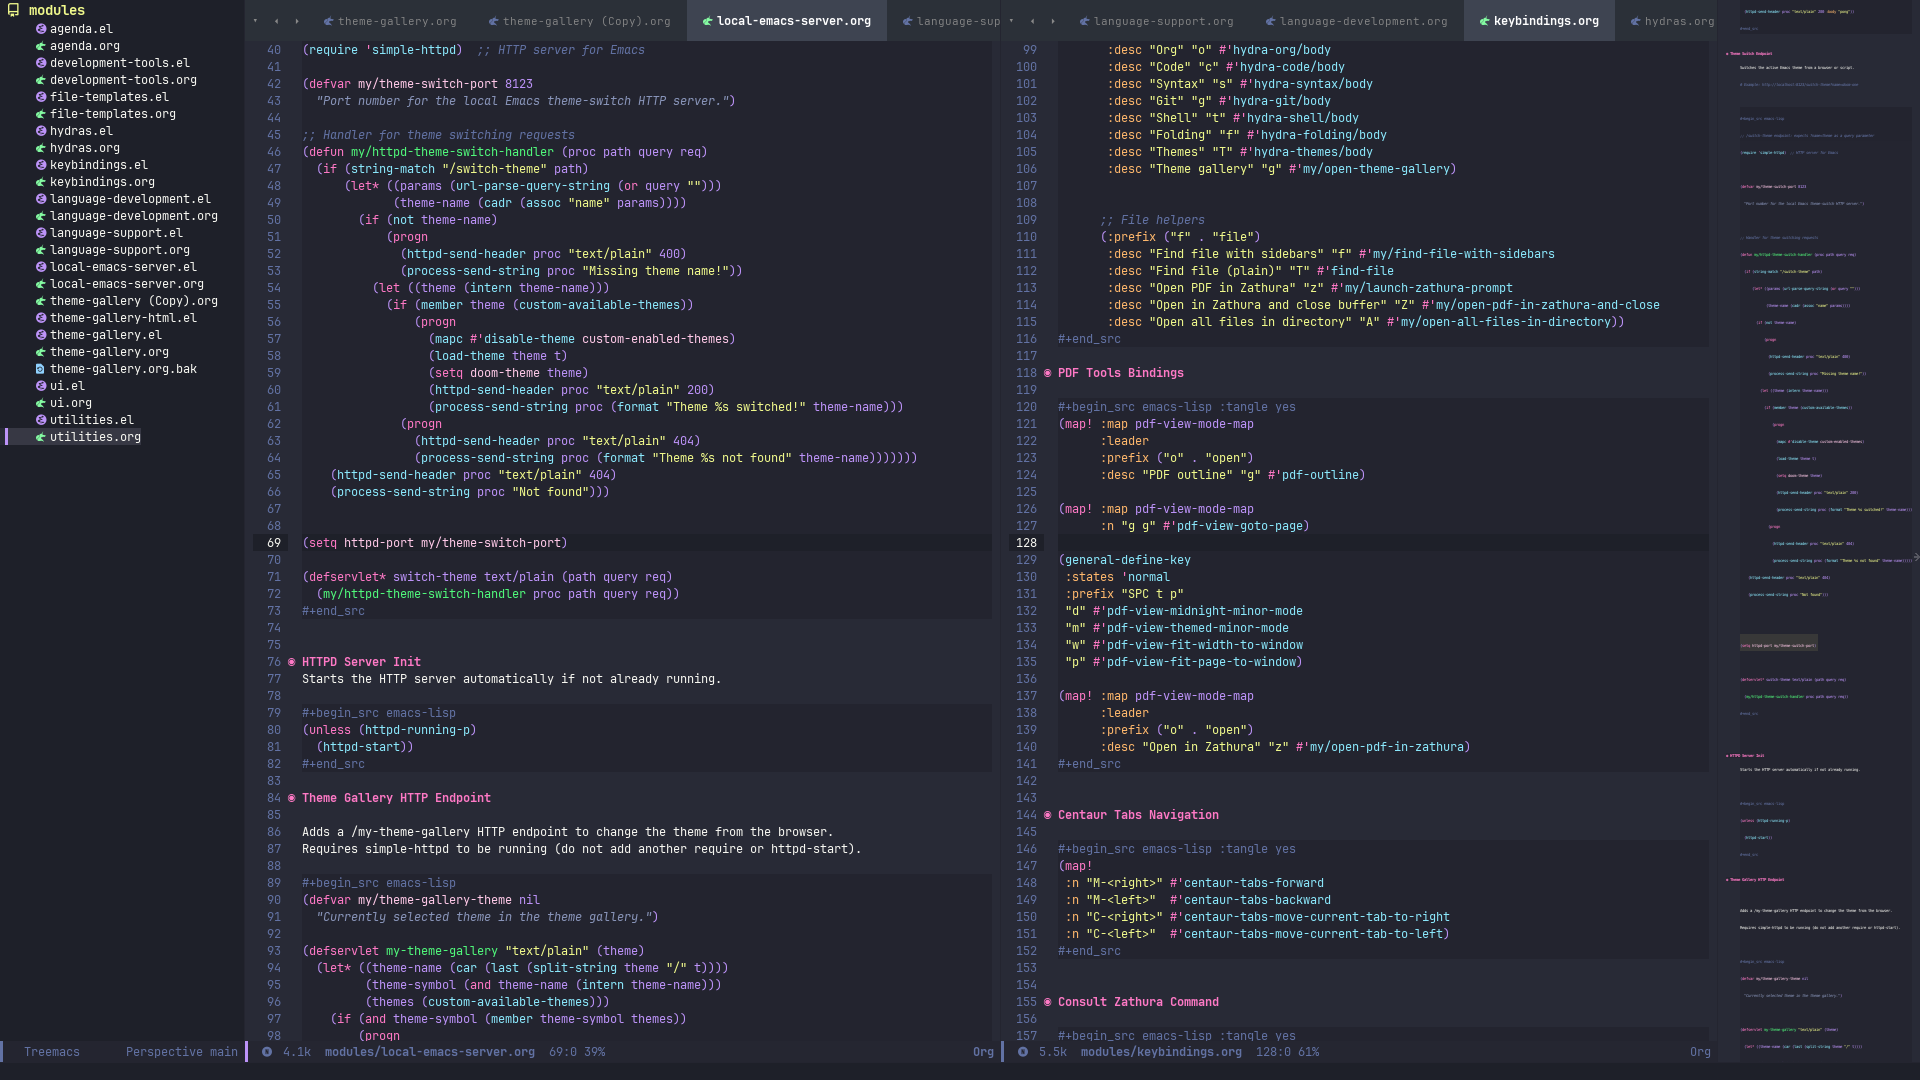 modules
agenda.el
agenda.org
development-tools.el
development-tools.org
file-templates.el
file-templates.org
hydras.el
hydras.org
keybindings.el
keybindings.org
language-development.el
language-development.org
language-support.el
language-support.org
local-emacs-server.el
local-emacs-server.org
theme-gallery (Copy).org
theme-gallery-html.el
theme-gallery.el
theme-gallery.org
theme-gallery.org.bak
ui.el
ui.org
utilities.el
utilities.org
Treemacs Perspective main
theme-gallery.org theme-gallery (Copy).org local-emacs-server.org language-sup
40 (require 'simple-httpd)  ;; HTTP server for Emacs
41
42 (defvar my/theme-switch-port 8123
43   "Port number for the local Emacs theme-switch HTTP server.")
44
45 ;; Handler for theme switching requests
46 (defun my/httpd-theme-switch-handler (proc path query req)
47   (if (string-match "/switch-theme" path)
48       (let* ((params (url-parse-query-string (or query "")))
49              (theme-name (cadr (assoc "name" params))))
50         (if (not theme-name)
51             (progn
52               (httpd-send-header proc "text/plain" 400)
53               (process-send-string proc "Missing theme name!"))
54           (let ((theme (intern theme-name)))
55             (if (member theme (custom-available-themes))
56                 (progn
57                   (mapc #'disable-theme custom-enabled-themes)
58                   (load-theme theme t)
59                   (setq doom-theme theme)
60                   (httpd-send-header proc "text/plain" 200)
61                   (process-send-string proc (format "Theme %s switched!" theme-name)))
62               (progn
63                 (httpd-send-header proc "text/plain" 404)
64                 (process-send-string proc (format "Theme %s not found" theme-name)))))))
65     (httpd-send-header proc "text/plain" 404)
66     (process-send-string proc "Not found")))
67
68
69 (setq httpd-port my/theme-switch-port)
70
71 (defservlet* switch-theme text/plain (path query req)
72   (my/httpd-theme-switch-handler proc path query req))
73 #+end_src
74
75
76 ◉ HTTPD Server Init
77 Starts the HTTP server automatically if not already running.
78
79 #+begin_src emacs-lisp
80 (unless (httpd-running-p)
81   (httpd-start))
82 #+end_src
83
84 ◉ Theme Gallery HTTP Endpoint
85
86 Adds a /my-theme-gallery HTTP endpoint to change the theme from the browser.
87 Requires simple-httpd to be running (do not add another require or httpd-start).
88
89 #+begin_src emacs-lisp
90 (defvar my/theme-gallery-theme nil
91   "Currently selected theme in the theme gallery.")
92
93 (defservlet my-theme-gallery "text/plain" (theme)
94   (let* ((theme-name (car (last (split-string theme "/" t))))
95          (theme-symbol (and theme-name (intern theme-name)))
96          (themes (custom-available-themes)))
97     (if (and theme-symbol (member theme-symbol themes))
98         (progn
4.1k modules/local-emacs-server.org 69:0 39% Org
language-support.org language-development.org keybindings.org hydras.org
99        :desc "Org" "o" #'hydra-org/body
100       :desc "Code" "c" #'hydra-code/body
101       :desc "Syntax" "s" #'hydra-syntax/body
102       :desc "Git" "g" #'hydra-git/body
103       :desc "Shell" "t" #'hydra-shell/body
104       :desc "Folding" "f" #'hydra-folding/body
105       :desc "Themes" "T" #'hydra-themes/body
106       :desc "Theme gallery" "g" #'my/open-theme-gallery)
107
108
109      ;; File helpers
110      (:prefix ("f" . "file")
111       :desc "Find file with sidebars" "f" #'my/find-file-with-sidebars
112       :desc "Find file (plain)" "T" #'find-file
113       :desc "Open PDF in Zathura" "z" #'my/launch-zathura-prompt
114       :desc "Open in Zathura and close buffer" "Z" #'my/open-pdf-in-zathura-and-close
115       :desc "Open all files in directory" "A" #'my/open-all-files-in-directory))
116 #+end_src
117
118 ◉ PDF Tools Bindings
119
120 #+begin_src emacs-lisp :tangle yes
121 (map! :map pdf-view-mode-map
122       :leader
123       :prefix ("o" . "open")
124       :desc "PDF outline" "g" #'pdf-outline)
125
126 (map! :map pdf-view-mode-map
127       :n "g g" #'pdf-view-goto-page)
128
129 (general-define-key
130  :states 'normal
131  :prefix "SPC t p"
132  "d" #'pdf-view-midnight-minor-mode
133  "m" #'pdf-view-themed-minor-mode
134  "w" #'pdf-view-fit-width-to-window
135  "p" #'pdf-view-fit-page-to-window)
136
137 (map! :map pdf-view-mode-map
138       :leader
139       :prefix ("o" . "open")
140       :desc "Open in Zathura" "z" #'my/open-pdf-in-zathura)
141 #+end_src
142
143
144 ◉ Centaur Tabs Navigation
145
146 #+begin_src emacs-lisp :tangle yes
147 (map!
148  :n "M-<right>" #'centaur-tabs-forward
149  :n "M-<left>"  #'centaur-tabs-backward
150  :n "C-<right>" #'centaur-tabs-move-current-tab-to-right
151  :n "C-<left>"  #'centaur-tabs-move-current-tab-to-left)
152 #+end_src
153
154
155 ◉ Consult Zathura Command
156
157 #+begin_src emacs-lisp :tangle yes
5.5k modules/keybindings.org 128:0 61% Org